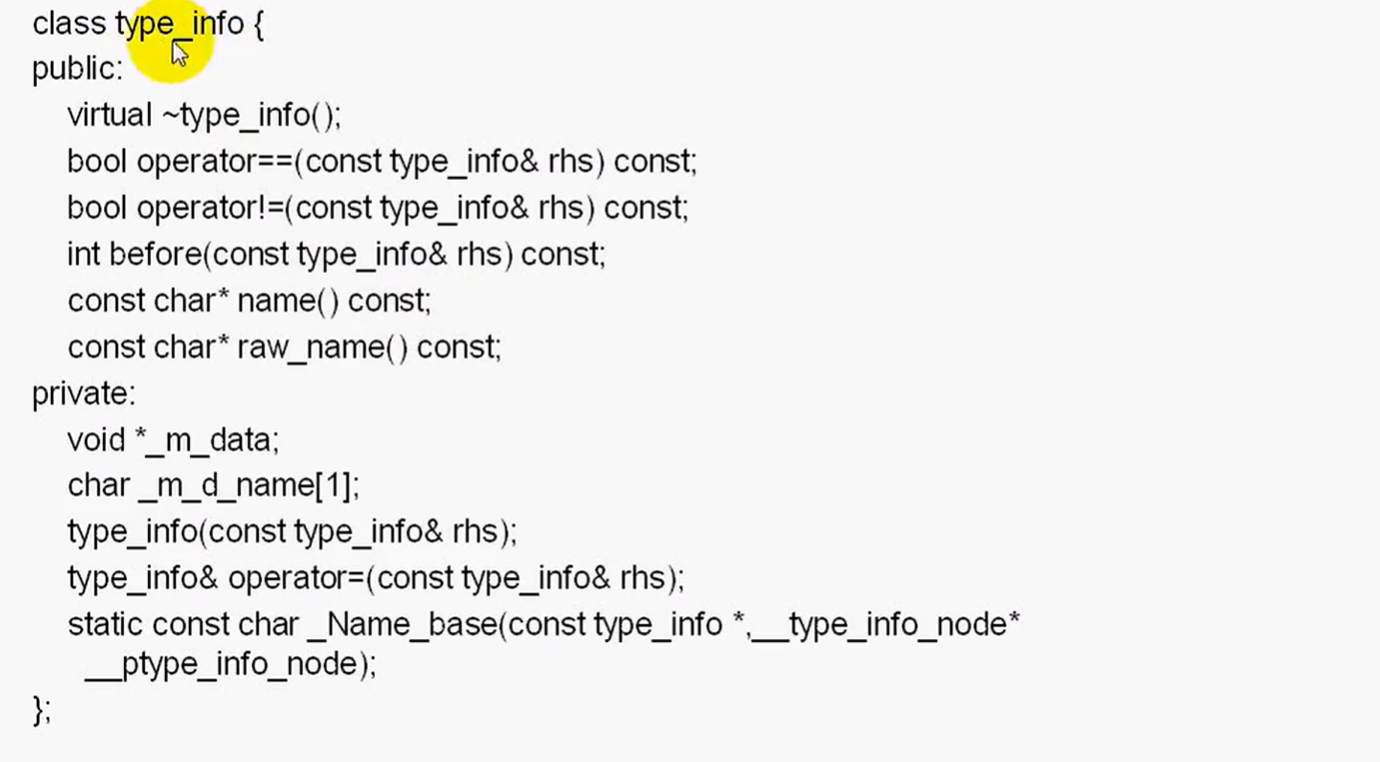 class type_info {
public:
virtual ~type_info();
bool operator==(const type_info& rhs) const;
bool operator!=(const type_info& rhs) const;
int before(const type_info& rhs) const;
const char* name() const;
const char* raw_name() const;
private:
void *_m_data;
char _m_d_name[1];
type_info(const type_info& rhs);
type_info& operator=(const type_info& rhs);
static const char _Name_base(const type_info *,__type_info_node*
__ptype_info_node);
};